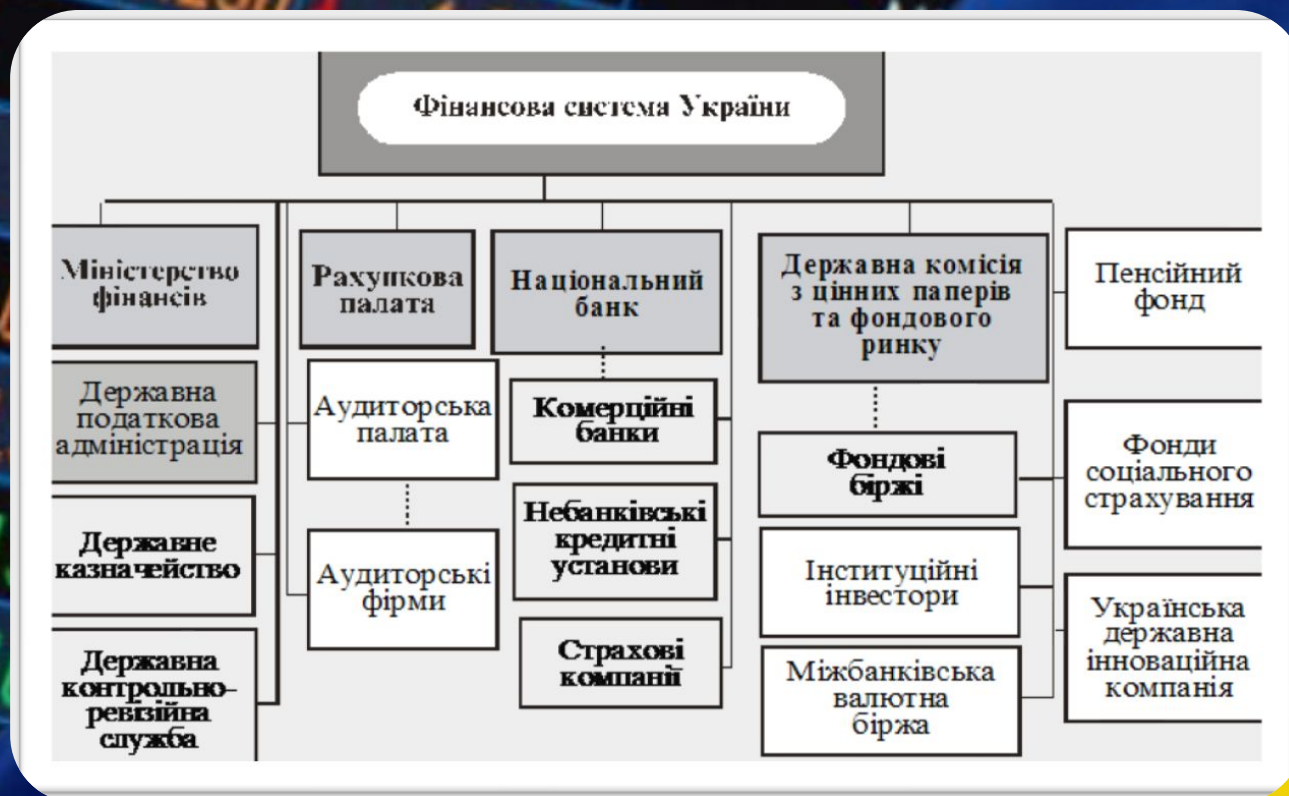 Фінансова система України
Міністерство
фінансів
Державна
податкова
адміністрація
Державне
казначейство
Державна
контрольно–
ревізійна
служба
Рахункова
палата
Аудиторська
палата
Аудиторські
фірми
Національний
банк
Комерційні
банки
Небанківські
кредитні
установи
Страхові
компанії
Державна комісія
з цінних паперів
та фондового
ринку
Фондові
біржі
Інституційні
інвестори
Міжбанківська
валютна
біржа
Пенсійний
фонд
Фонди
соціального
страхування
Українська
державна
інноваційна
компанія